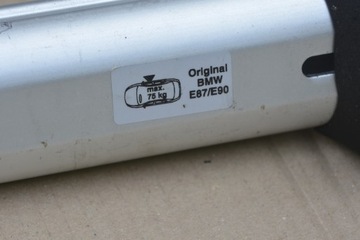 max.
75 kg
Original
BMW
E87/E90